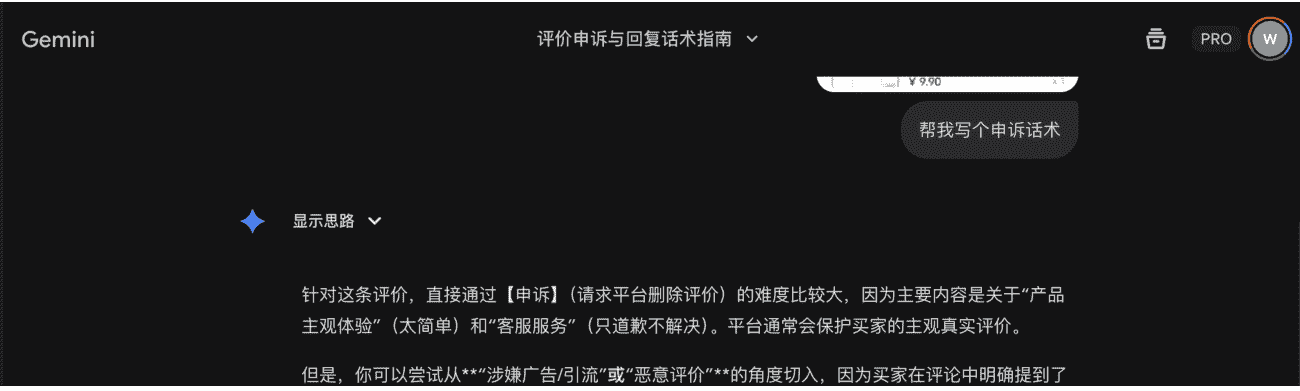 Gemini
评价申诉与回复话术指南
PRO
W
¥ 9.90
帮我写个申诉话术
显示思路
针对这条评价，直接通过【申诉】（请求平台删除评价）的难度比较大，因为主要内容是关于“产品
主观体验”（太简单）和“客服服务”（只道歉不解决）。平台通常会保护买家的主观真实评价。
但是，你可以尝试从**“涉嫌广告/引流”或“恶意评价”**的角度切入，因为买家在评论中明确提到了